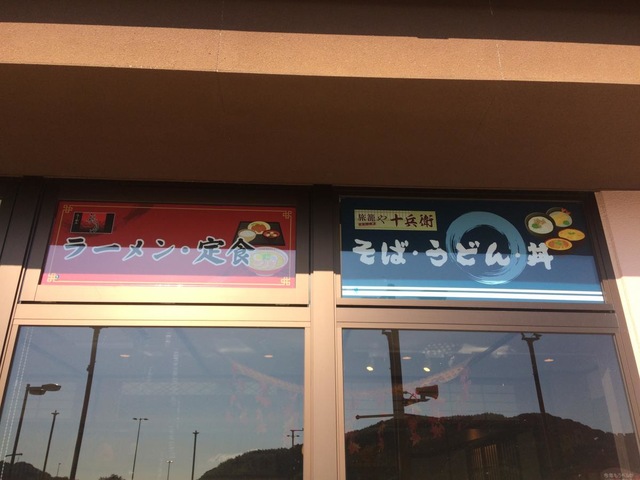 ラーメン・定食
旅籠や 十兵衛
そば・うどん・丼